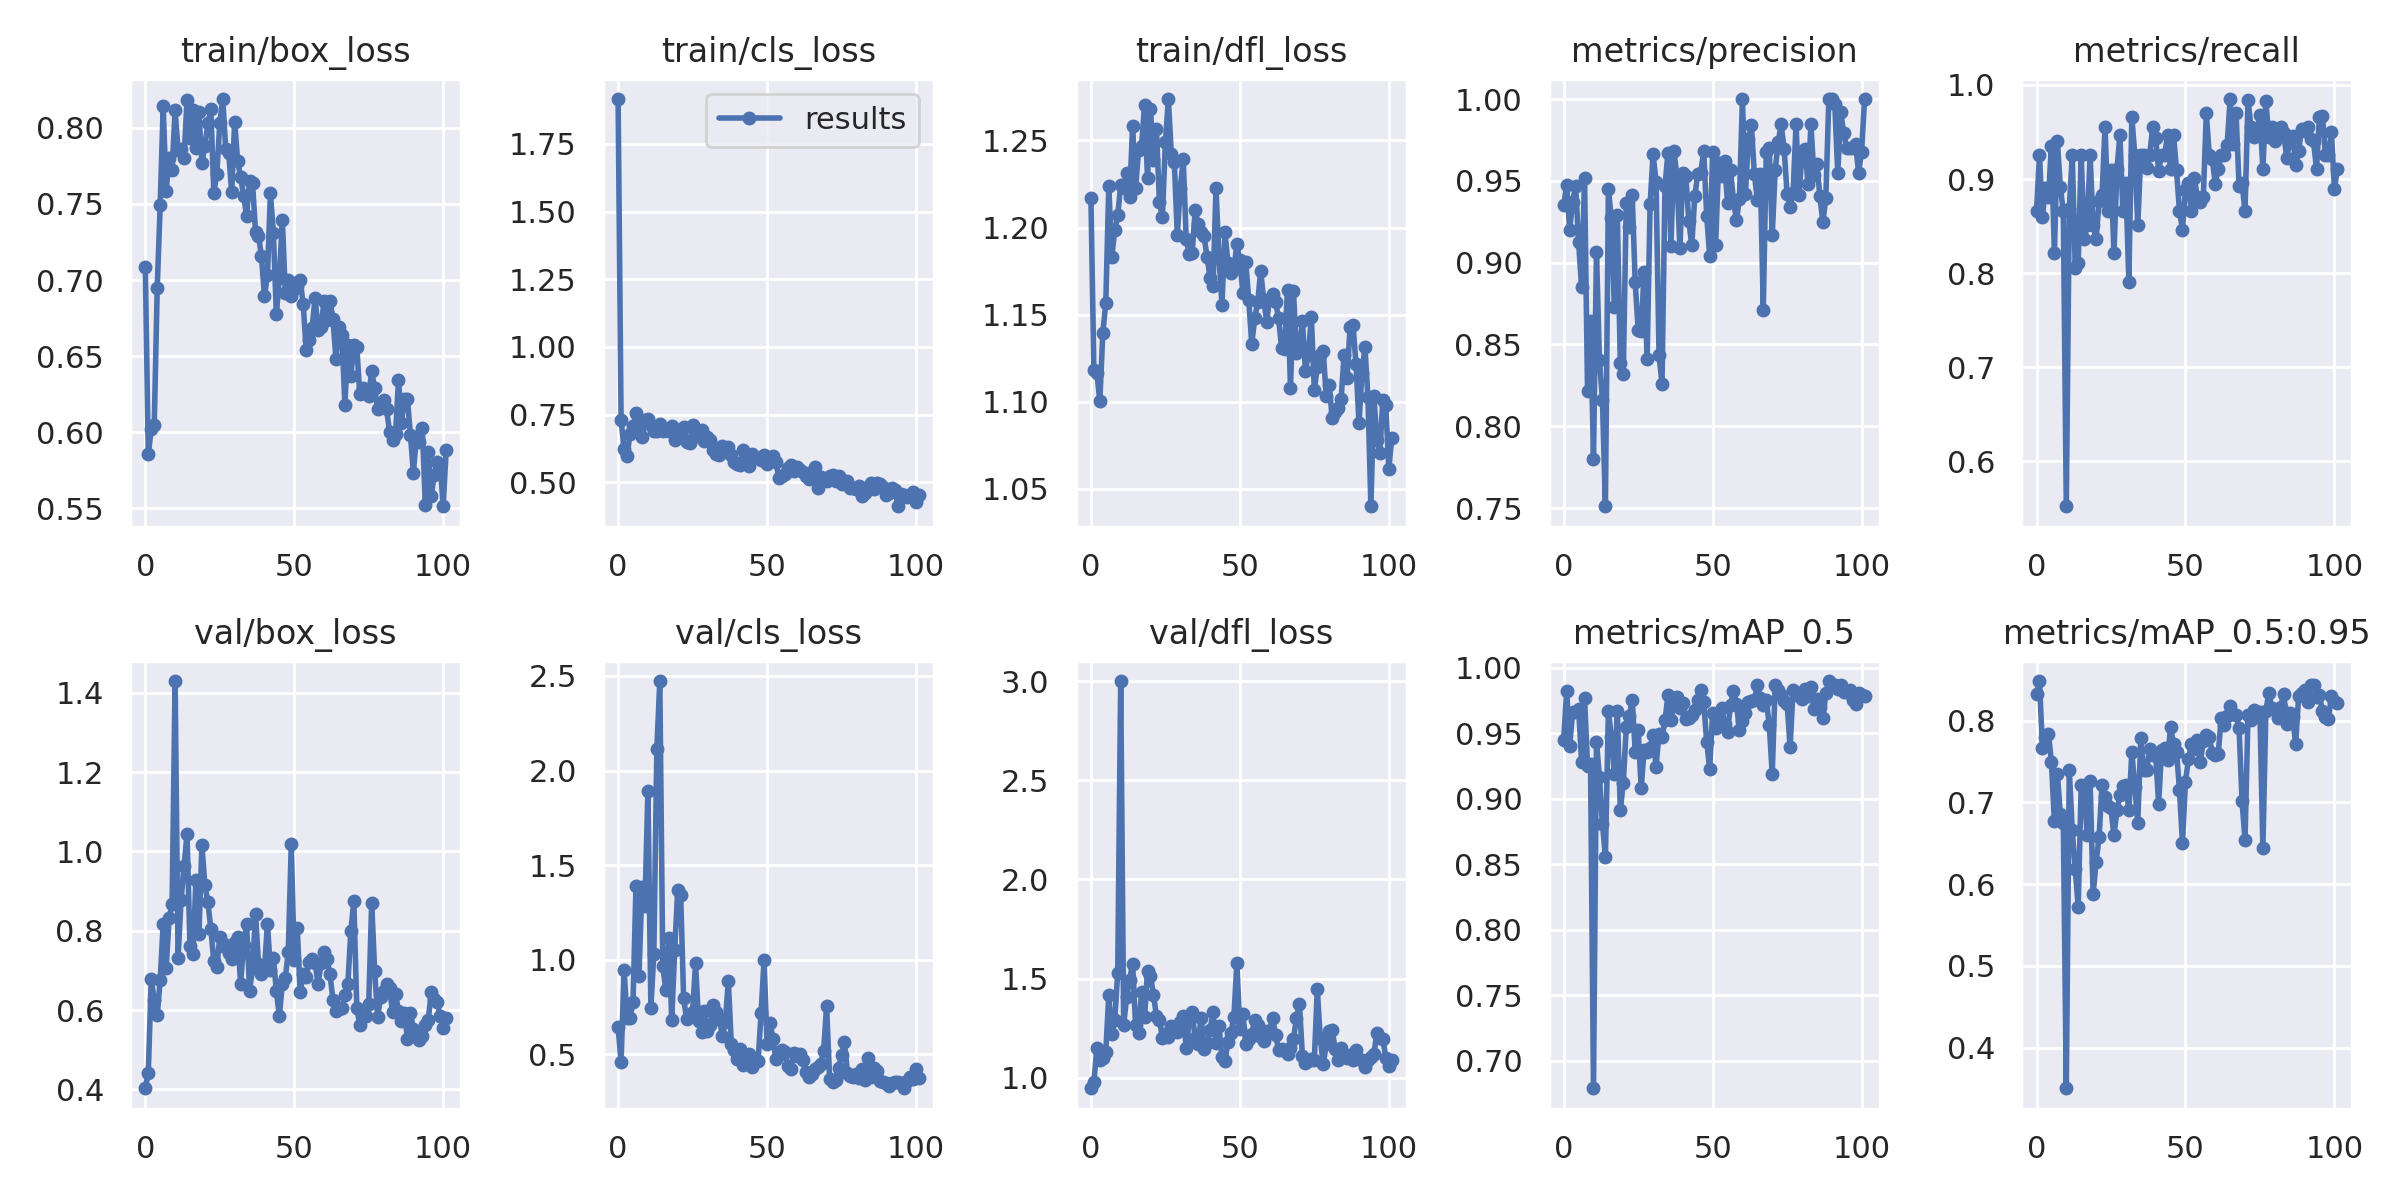 train/box_loss
train/cls_loss
train/dfl_loss
metrics/precision
metrics/recall
0.80
0.75
0.70
0.65
0.60
0.55
0 50 100
results
1.75
1.50
1.25
1.00
0.75
0.50
0 50 100
1.25
1.20
1.15
1.10
1.05
0 50 100
1.00
0.95
0.90
0.85
0.80
0.75
0 50 100
1.0
0.9
0.8
0.7
0.6
0 50 100
val/box_loss
val/cls_loss
val/dfl_loss
metrics/mAP_0.5
metrics/mAP_0.5:0.95
1.4
1.2
1.0
0.8
0.6
0.4
0 50 100
2.5
2.0
1.5
1.0
0.5
0 50 100
3.0
2.5
2.0
1.5
1.0
0 50 100
1.00
0.95
0.90
0.85
0.80
0.75
0.70
0 50 100
0.8
0.7
0.6
0.5
0.4
0 50 100